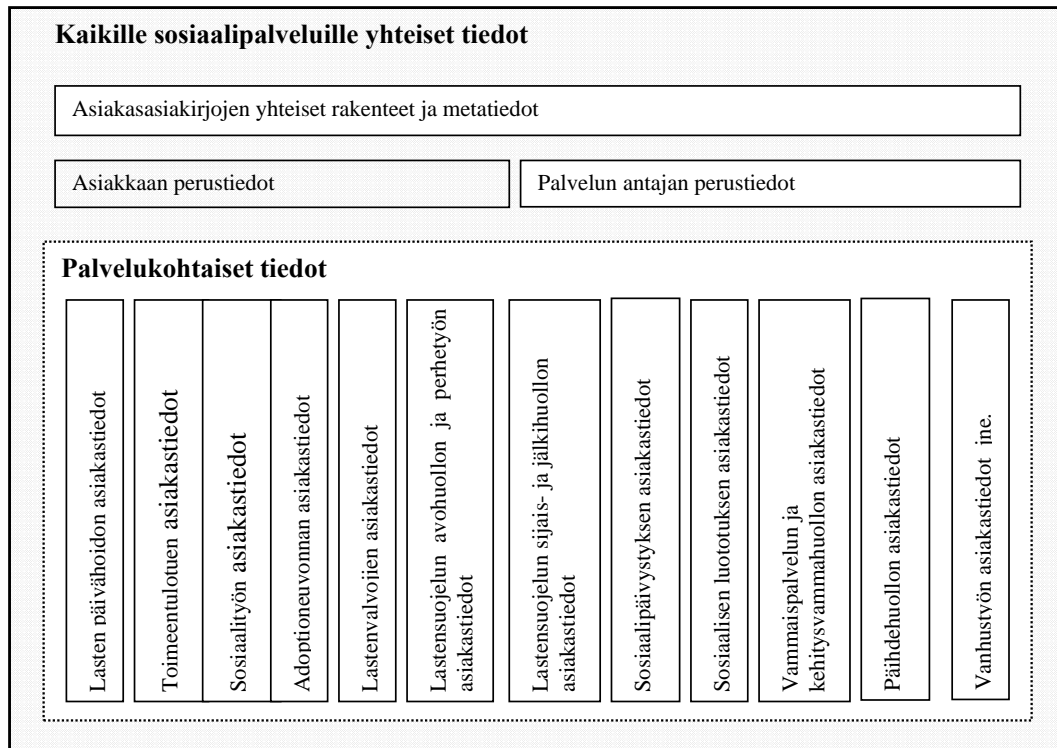 Kaikille sosiaalipalveluille yhteiset tiedot
Asiakasasiakirjojen yhteiset rakenteet ja metatiedot
Asiakkaan perustiedot
Palvelun antajan perustiedot
Palvelukohtaiset tiedot
Lasten päivähoidon asiakastiedot
Toimeentulotuen asiakastiedot
Sosiaalityön asiakastiedot
Adoptioneuvonnan asiakastiedot
Lastenvalvojien asiakastiedot
Lastensuojelun avohuollon ja perhetyön
asiakastiedot
Lastensuojelun sijais- ja jälkihuollon
asiakastiedot
Sosiaalipäivystyksen asiakastiedot
Sosiaalisen luototuksen asiakastiedot
Vammaispalvelun ja
kehitysvammahuollon asiakastiedot
Päihdehuollon asiakastiedot
Vanhustyön asiakastiedot ine.